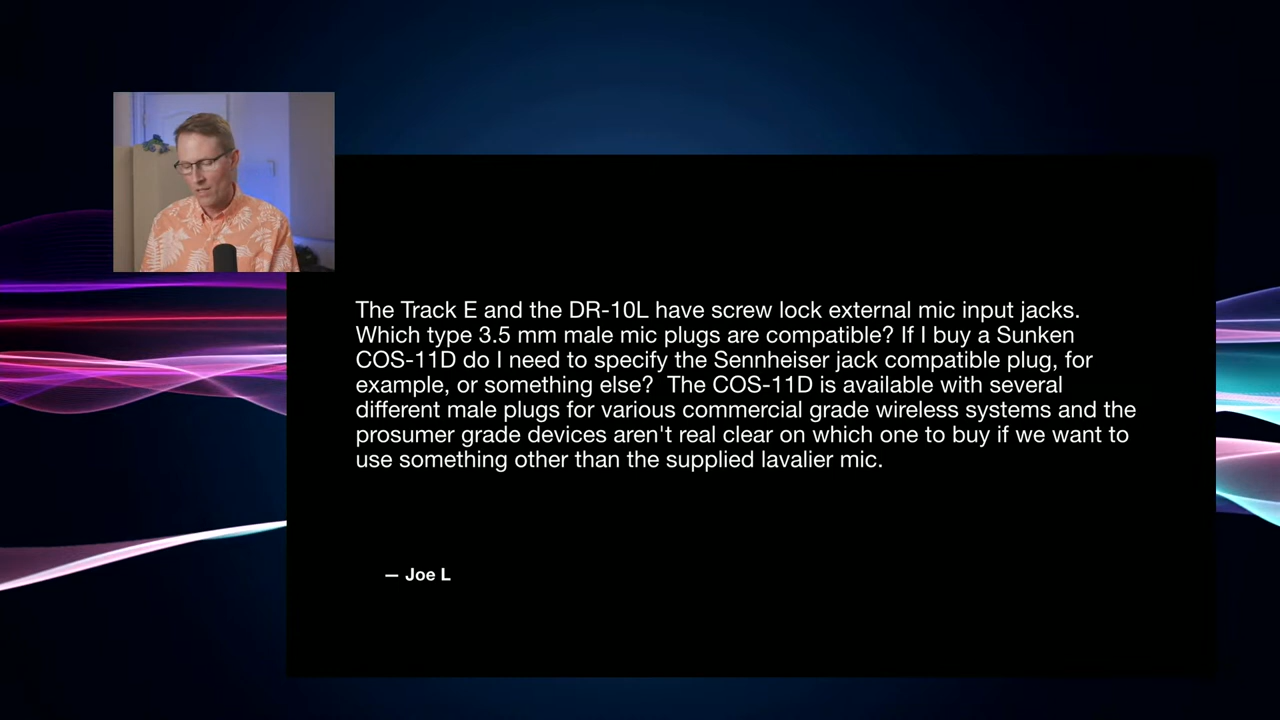 The Track E and the DR-10L have screw lock external mic input jacks.
Which type 3.5 mm male mic plugs are compatible? If I buy a Sunken
COS-11D do I need to specify the Sennheiser jack compatible plug, for
example, or something else?  The COS-11D is available with several
different male plugs for various commercial grade wireless systems and the
prosumer grade devices aren't real clear on which one to buy if we want to
use something other than the supplied lavalier mic.
— Joe L